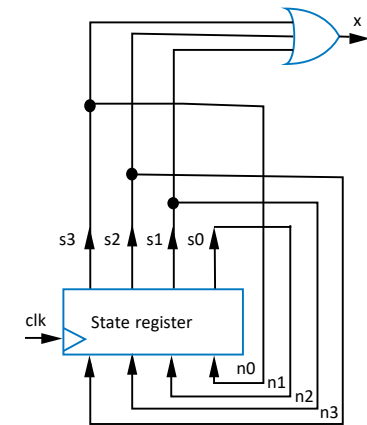 x
s3 s2 s1 s0
clk
State register
n0
n1
n2
n3